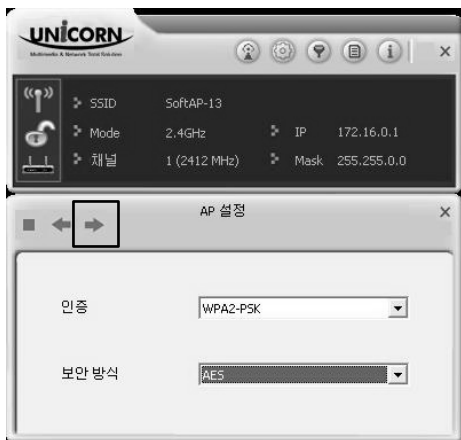 UNICORN
Multimedia & Network Total Solution
SSID SoftAP-13
Mode 2.4GHz IP 172.16.0.1
채널 1 (2412 MHz) Mask 255.255.0.0
AP 설정
인증 WPA2-PSK
보안 방식 AES